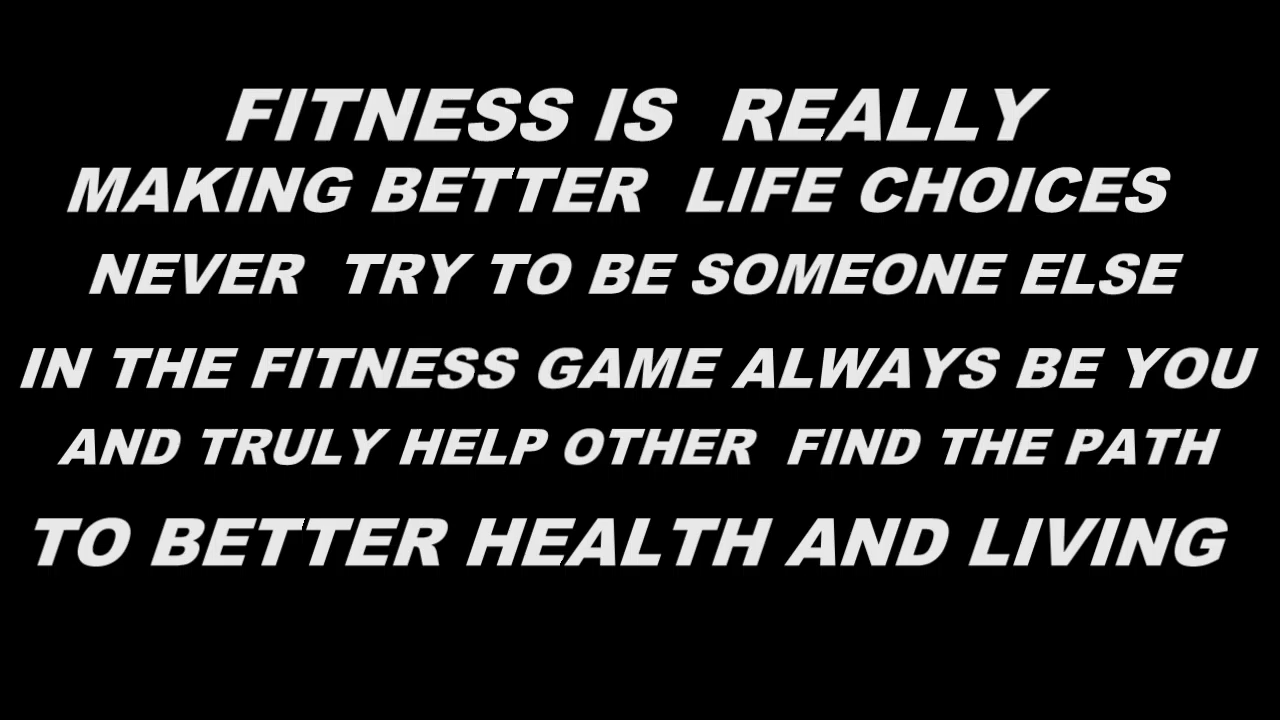 FITNESS IS REALLY
MAKING BETTER LIFE CHOICES
NEVER TRY TO BE SOMEONE ELSE
IN THE FITNESS GAME ALWAYS BE YOU
AND TRULY HELP OTHER FIND THE PATH
TO BETTER HEALTH AND LIVING